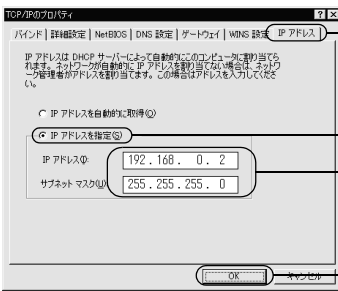 TCP/IPのプロパティ
バインド 詳細設定 NetBIOS DNS 設定 ゲートウェイ WINS 設定 IP アドレス
IP アドレスは DHCP サーバーによって自動的にこのコンピュータに割り当てら
れます。ネットワークが自動的に IP アドレスを割り当てない場合は、ネットワ
ーク管理者がアドレスを割り当てます。この場合はアドレスを入力してくださ
い。
IP アドレスを自動的に取得(O)
IP アドレスを指定(S)
IP アドレス(I): 192.168. 0. 2
サブネット マスク(U): 255.255.255. 0
OK キャンセル